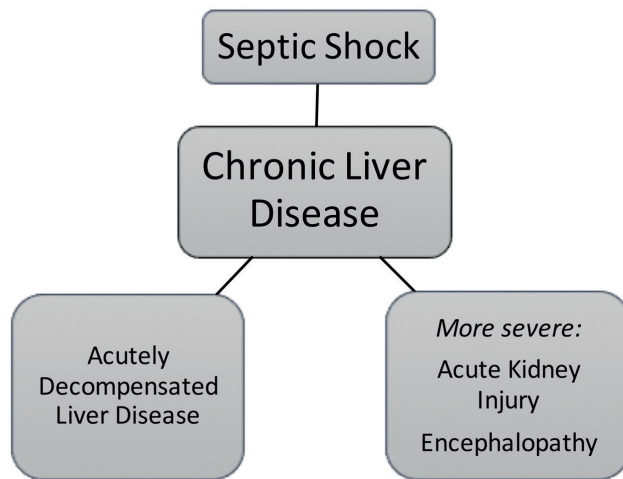 Septic Shock
Chronic Liver
Disease
Acutely
Decompensated
Liver Disease
More severe:
Acute Kidney
Injury
Encephalopathy